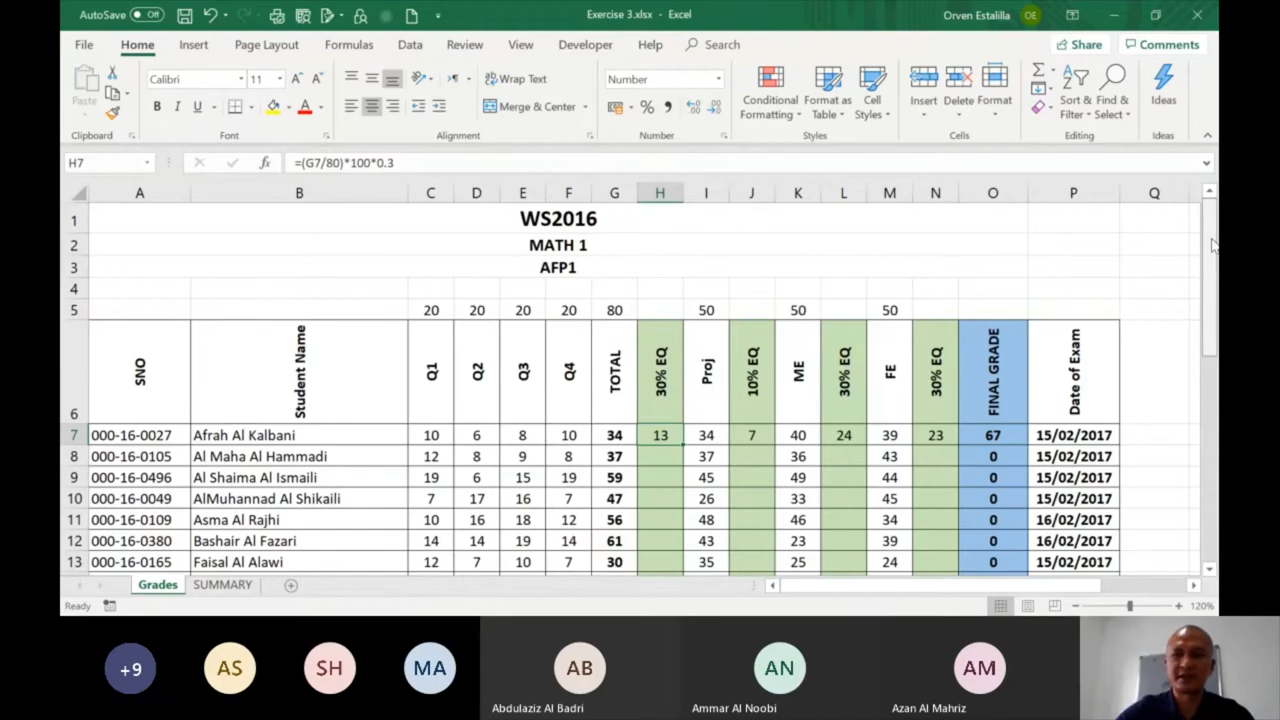 AutoSave Off Exercise 3.xlsx - Excel Orven Estalilla OE
File Home Insert Page Layout Formulas Data Review View Developer Help Search Share Comments
Paste Calibri 11 A A Wrap Text Number
B I U A Merge & Center % , Conditional Formatting Format as Table Cell Styles Insert Delete Format Sort & Filter Find & Select Ideas
Clipboard Font Alignment Number Styles Cells Editing Ideas
H7 fx =(G7/80)*100*0.3
A B C D E F G H I J K L M N O P Q
1 WS2016
2 MATH 1
3 AFP1
4
5 20 20 20 20 80 50 50 50
6 SNO Student Name Q1 Q2 Q3 Q4 TOTAL 30% EQ Proj 10% EQ ME 30% EQ FE 30% EQ FINAL GRADE Date of Exam
7 000-16-0027 Afrah Al Kalbani 10 6 8 10 34 13 34 7 40 24 39 23 67 15/02/2017
8 000-16-0105 Al Maha Al Hammadi 12 8 9 8 37 37 36 43 0 15/02/2017
9 000-16-0496 Al Shaima Al Ismaili 19 6 15 19 59 45 49 44 0 15/02/2017
10 000-16-0049 AlMuhannad Al Shikaili 7 17 16 7 47 26 33 45 0 15/02/2017
11 000-16-0109 Asma Al Rajhi 10 16 18 12 56 48 46 34 0 16/02/2017
12 000-16-0380 Bashair Al Fazari 14 14 19 14 61 43 23 39 0 16/02/2017
13 000-16-0165 Faisal Al Alawi 12 7 10 7 30 35 25 24 0 15/02/2017
Grades SUMMARY
Ready 120%
+9 AS SH MA AB AN AM
Abdulaziz Al Badri Ammar Al Noobi Azan Al Mahriz